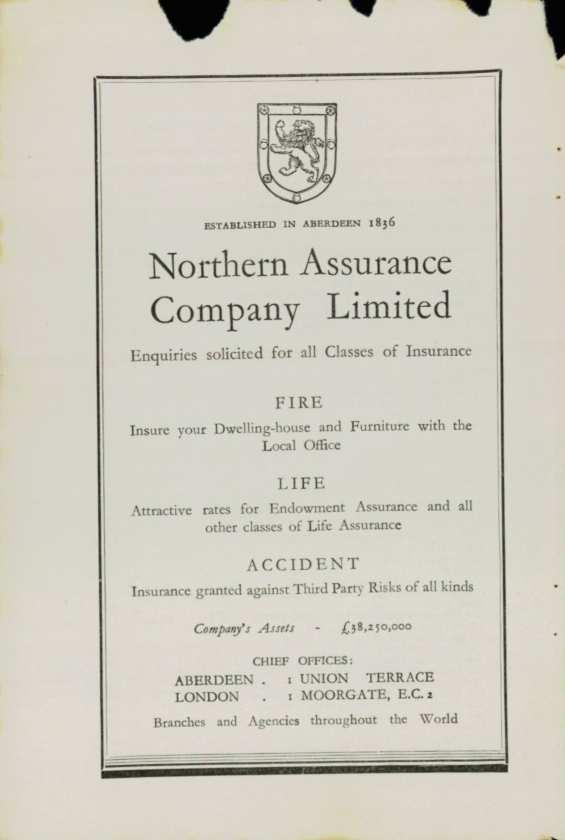 ESTABLISHED IN ABERDEEN 1836
Northern Assurance
Company Limited
Enquiries solicited for all Classes of Insurance
FIRE
Insure your Dwelling-house and Furniture with the
Local Office
LIFE
Attractive rates for Endowment Assurance and all
other classes of Life Assurance
ACCIDENT
Insurance granted against Third Party Risks of all kinds
Company's Assets - £38,250,000
CHIEF OFFICES:
ABERDEEN . 1 UNION TERRACE
LONDON . 1 MOORGATE, E.C. 2
Branches and Agencies throughout the World